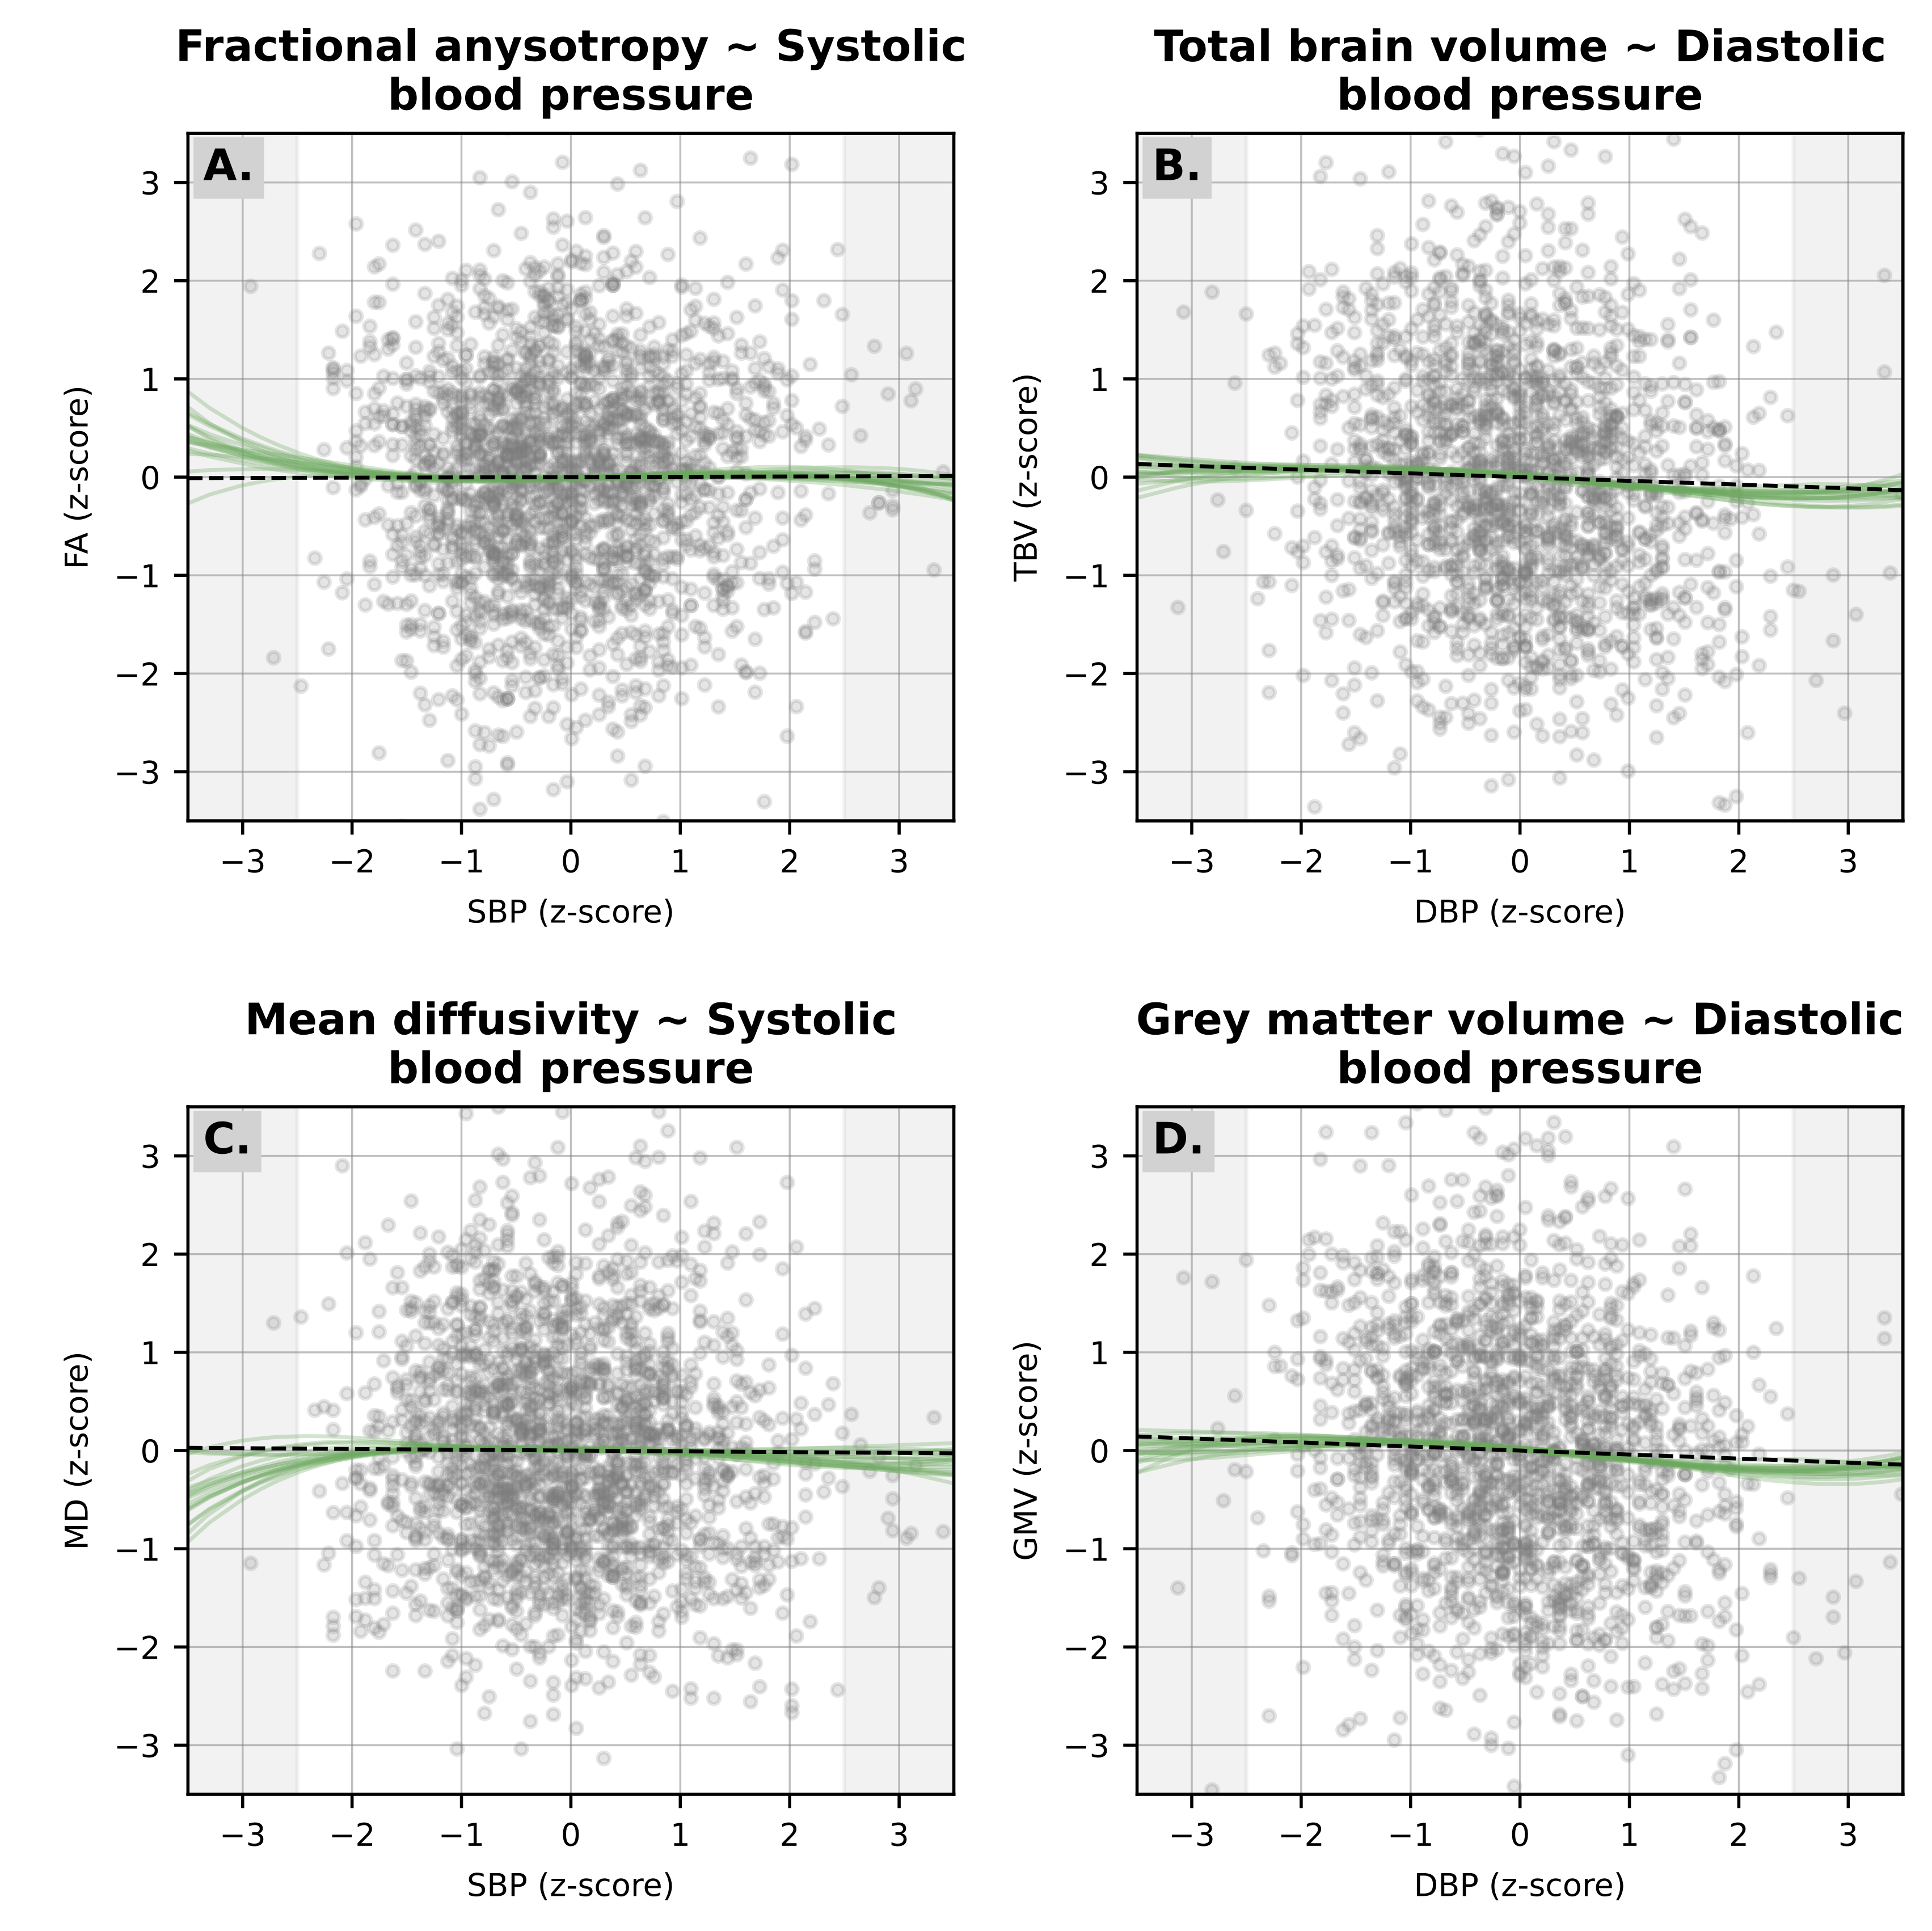 Fractional anysotropy ~ Systolic
blood pressure
A.
3
2
1
0
−1
−2
−3
FA (z-score)
−3 −2 −1 0 1 2 3
SBP (z-score)
Total brain volume ~ Diastolic
blood pressure
B.
3
2
1
0
−1
−2
−3
TBV (z-score)
−3 −2 −1 0 1 2 3
DBP (z-score)
Mean diffusivity ~ Systolic
blood pressure
C.
3
2
1
0
−1
−2
−3
MD (z-score)
−3 −2 −1 0 1 2 3
SBP (z-score)
Grey matter volume ~ Diastolic
blood pressure
D.
3
2
1
0
−1
−2
−3
GMV (z-score)
−3 −2 −1 0 1 2 3
DBP (z-score)